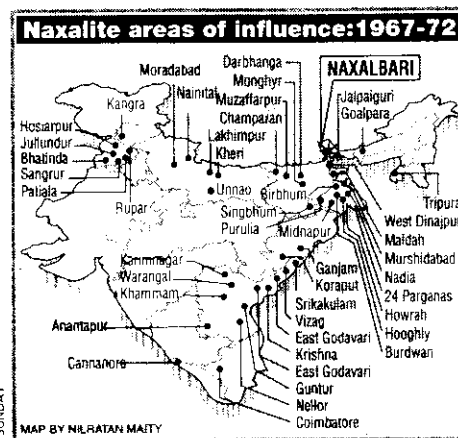 Naxalite areas of influence:1967-72
Darbhanga
Moradabad
Monghyr
NAXALBARI
Kangra
Nainital
Muzaffarpur
Jalpaiguri
Champaran
Goalpara
Hosiarpur
Lakhimpur
Jullundur
Kheri
Bhatinda
Sangrur
Unnao
Birbhum
Tripura
Patiala
Rupar
Singbhum
West Dinajpur
Purulia
Midnapur
Maldah
Murshidabad
Karimnagar
Ganjam
Nadia
Warangal
Koraput
24 Parganas
Khammam
Srikakulam
Howrah
Vizag
Hooghly
Anantapur
East Godavari
Burdwan
Krishna
Cannanore
East Godavari
Guntur
Nellor
Coimbatore
MAP BY NILRATAN MAITY
SUNDAY